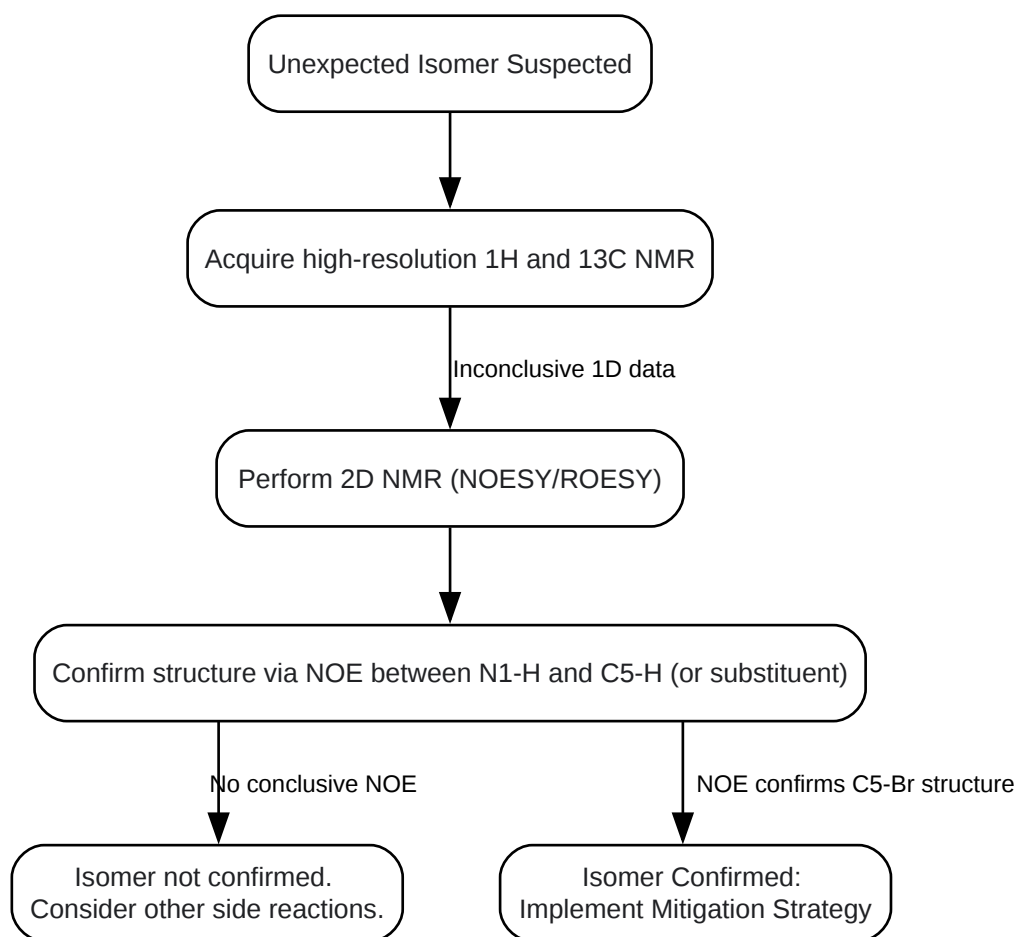 Unexpected Isomer Suspected
Acquire high-resolution 1H and 13C NMR
Inconclusive 1D data
Perform 2D NMR (NOESY/ROESY)
Confirm structure via NOE between N1-H and C5-H (or substituent)
No conclusive NOE
NOE confirms C5-Br structure
Isomer not confirmed.
Consider other side reactions.
Isomer Confirmed:
Implement Mitigation Strategy